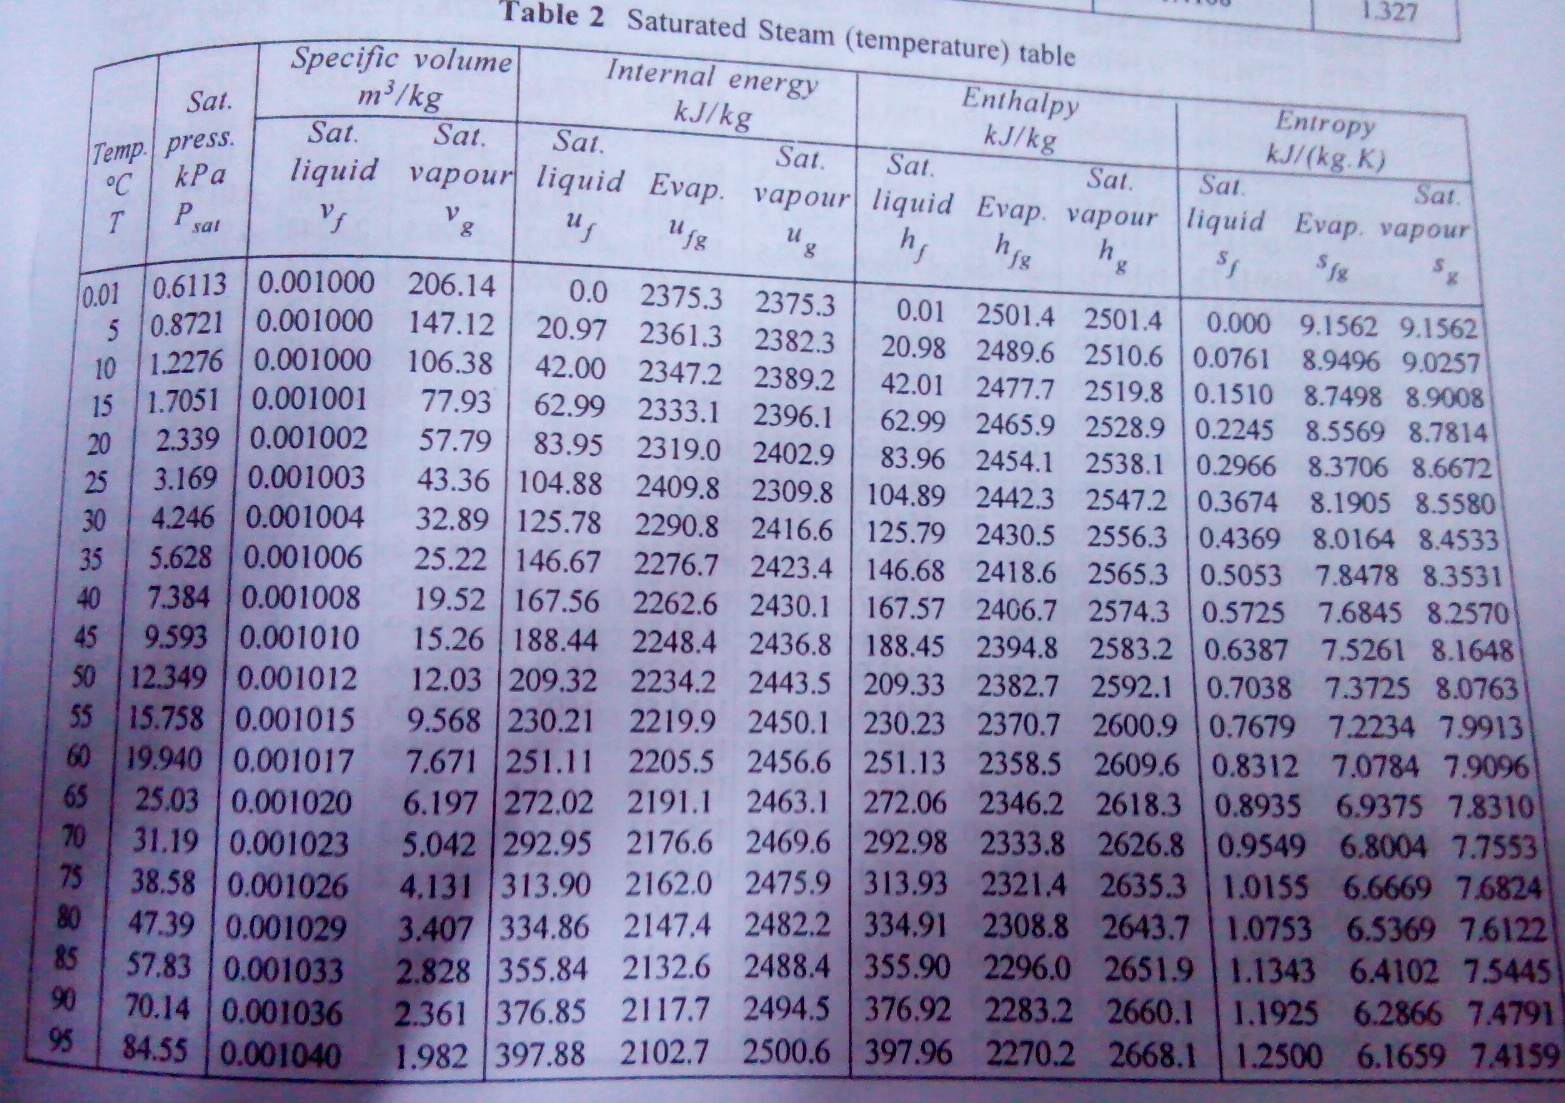 1.327
Table 2 Saturated Steam (temperature) table
Temp. °C T | Sat. press. kPa P sat | Specific volume m³/kg | Internal energy kJ/kg | Enthalpy kJ/kg | Entropy kJ/(kg.K)
Sat. liquid v_f | Sat. vapour v_g | Sat. liquid u_f | Evap. u_fg | Sat. vapour u_g | Sat. liquid h_f | Evap. h_fg | Sat. vapour h_g | Sat. liquid s_f | Evap. s_fg | Sat. vapour s_g
0.01 0.6113 0.001000 206.14 0.0 2375.3 2375.3 0.01 2501.4 2501.4 0.000 9.1562 9.1562
5 0.8721 0.001000 147.12 20.97 2361.3 2382.3 20.98 2489.6 2510.6 0.0761 8.9496 9.0257
10 1.2276 0.001000 106.38 42.00 2347.2 2389.2 42.01 2477.7 2519.8 0.1510 8.7498 8.9008
15 1.7051 0.001001 77.93 62.99 2333.1 2396.1 62.99 2465.9 2528.9 0.2245 8.5569 8.7814
20 2.339 0.001002 57.79 83.95 2319.0 2402.9 83.96 2454.1 2538.1 0.2966 8.3706 8.6672
25 3.169 0.001003 43.36 104.88 2409.8 2309.8 104.89 2442.3 2547.2 0.3674 8.1905 8.5580
30 4.246 0.001004 32.89 125.78 2290.8 2416.6 125.79 2430.5 2556.3 0.4369 8.0164 8.4533
35 5.628 0.001006 25.22 146.67 2276.7 2423.4 146.68 2418.6 2565.3 0.5053 7.8478 8.3531
40 7.384 0.001008 19.52 167.56 2262.6 2430.1 167.57 2406.7 2574.3 0.5725 7.6845 8.2570
45 9.593 0.001010 15.26 188.44 2248.4 2436.8 188.45 2394.8 2583.2 0.6387 7.5261 8.1648
50 12.349 0.001012 12.03 209.32 2234.2 2443.5 209.33 2382.7 2592.1 0.7038 7.3725 8.0763
55 15.758 0.001015 9.568 230.21 2219.9 2450.1 230.23 2370.7 2600.9 0.7679 7.2234 7.9913
60 19.940 0.001017 7.671 251.11 2205.5 2456.6 251.13 2358.5 2609.6 0.8312 7.0784 7.9096
65 25.03 0.001020 6.197 272.02 2191.1 2463.1 272.06 2346.2 2618.3 0.8935 6.9375 7.8310
70 31.19 0.001023 5.042 292.95 2176.6 2469.6 292.98 2333.8 2626.8 0.9549 6.8004 7.7553
75 38.58 0.001026 4.131 313.90 2162.0 2475.9 313.93 2321.4 2635.3 1.0155 6.6669 7.6824
80 47.39 0.001029 3.407 334.86 2147.4 2482.2 334.91 2308.8 2643.7 1.0753 6.5369 7.6122
85 57.83 0.001033 2.828 355.84 2132.6 2488.4 355.90 2296.0 2651.9 1.1343 6.4102 7.5445
90 70.14 0.001036 2.361 376.85 2117.7 2494.5 376.92 2283.2 2660.1 1.1925 6.2866 7.4791
95 84.55 0.001040 1.982 397.88 2102.7 2500.6 397.96 2270.2 2668.1 1.2500 6.1659 7.4159